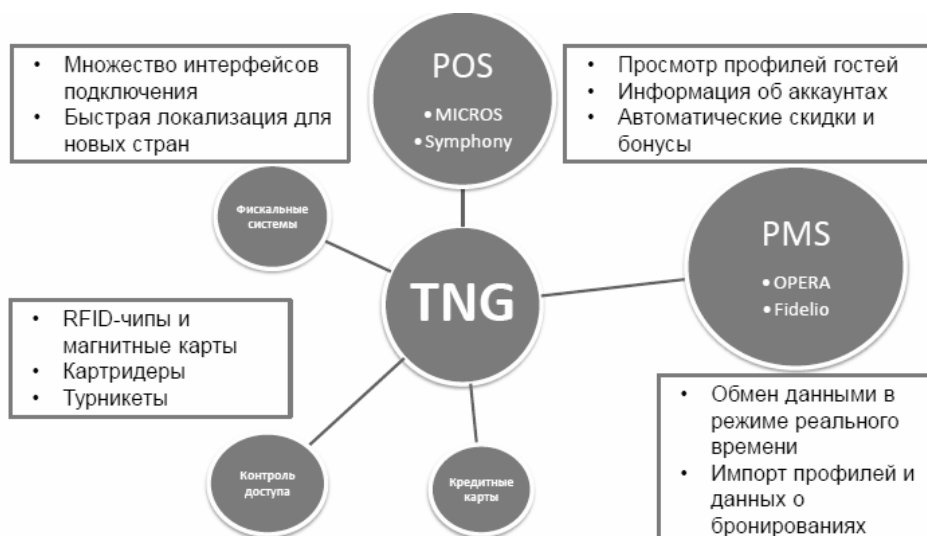 • Множество интерфейсов
подключения
• Быстрая локализация для
новых стран
POS
• MICROS
• Symphony
• Просмотр профилей гостей
• Информация об аккаунтах
• Автоматические скидки и
бонусы
Фискальные
системы
TNG
PMS
• OPERA
• Fidelio
• RFID-чипы и
магнитные карты
• Картридеры
• Турникеты
• Обмен данными в
режиме реального
времени
• Импорт профилей и
данных о
бронированиях
Контроль
доступа
Кредитные
карты